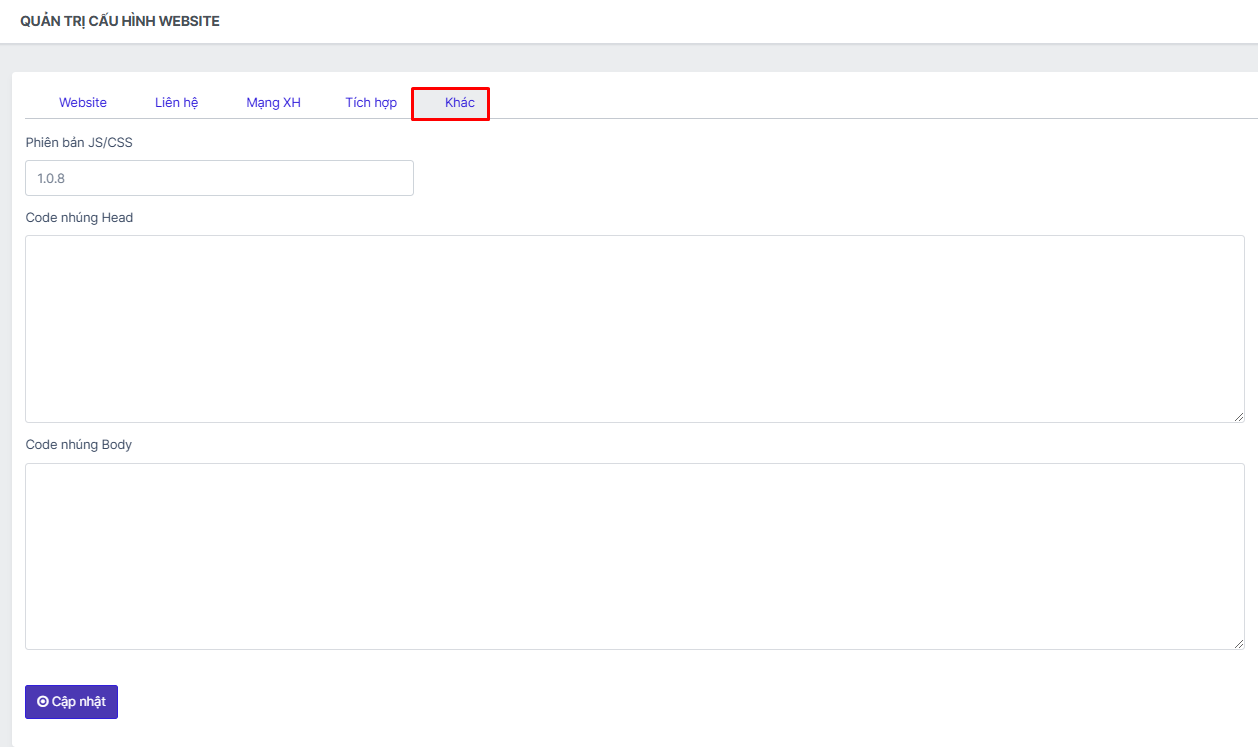 QUẢN TRỊ CẤU HÌNH WEBSITE
Website Liên hệ Mạng XH Tích hợp Khác
Phiên bản JS/CSS
1.0.8
Code nhúng Head
Code nhúng Body
Cập nhật